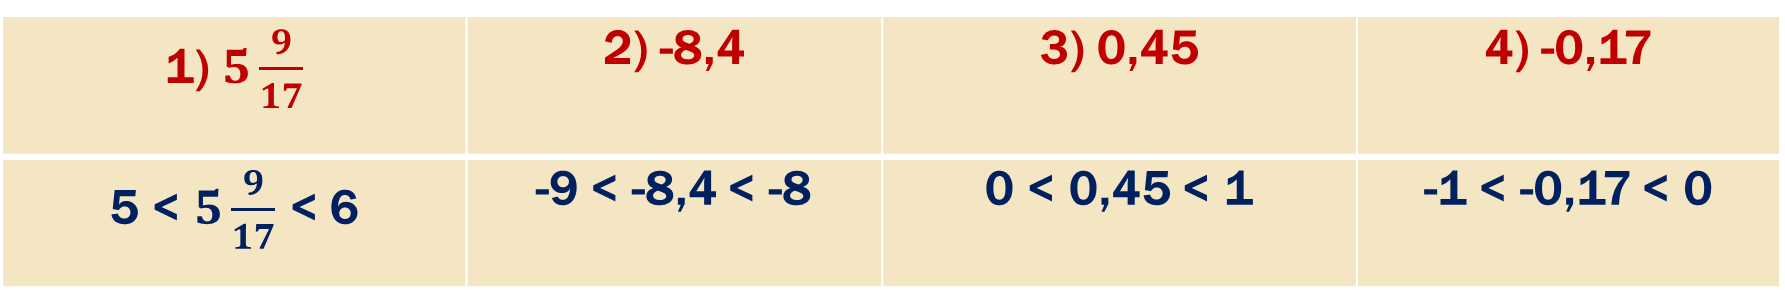 1) 5 9/17
2) -8,4
3) 0,45
4) -0,17
5 < 5 9/17 < 6
-9 < -8,4 < -8
0 < 0,45 < 1
-1 < -0,17 < 0